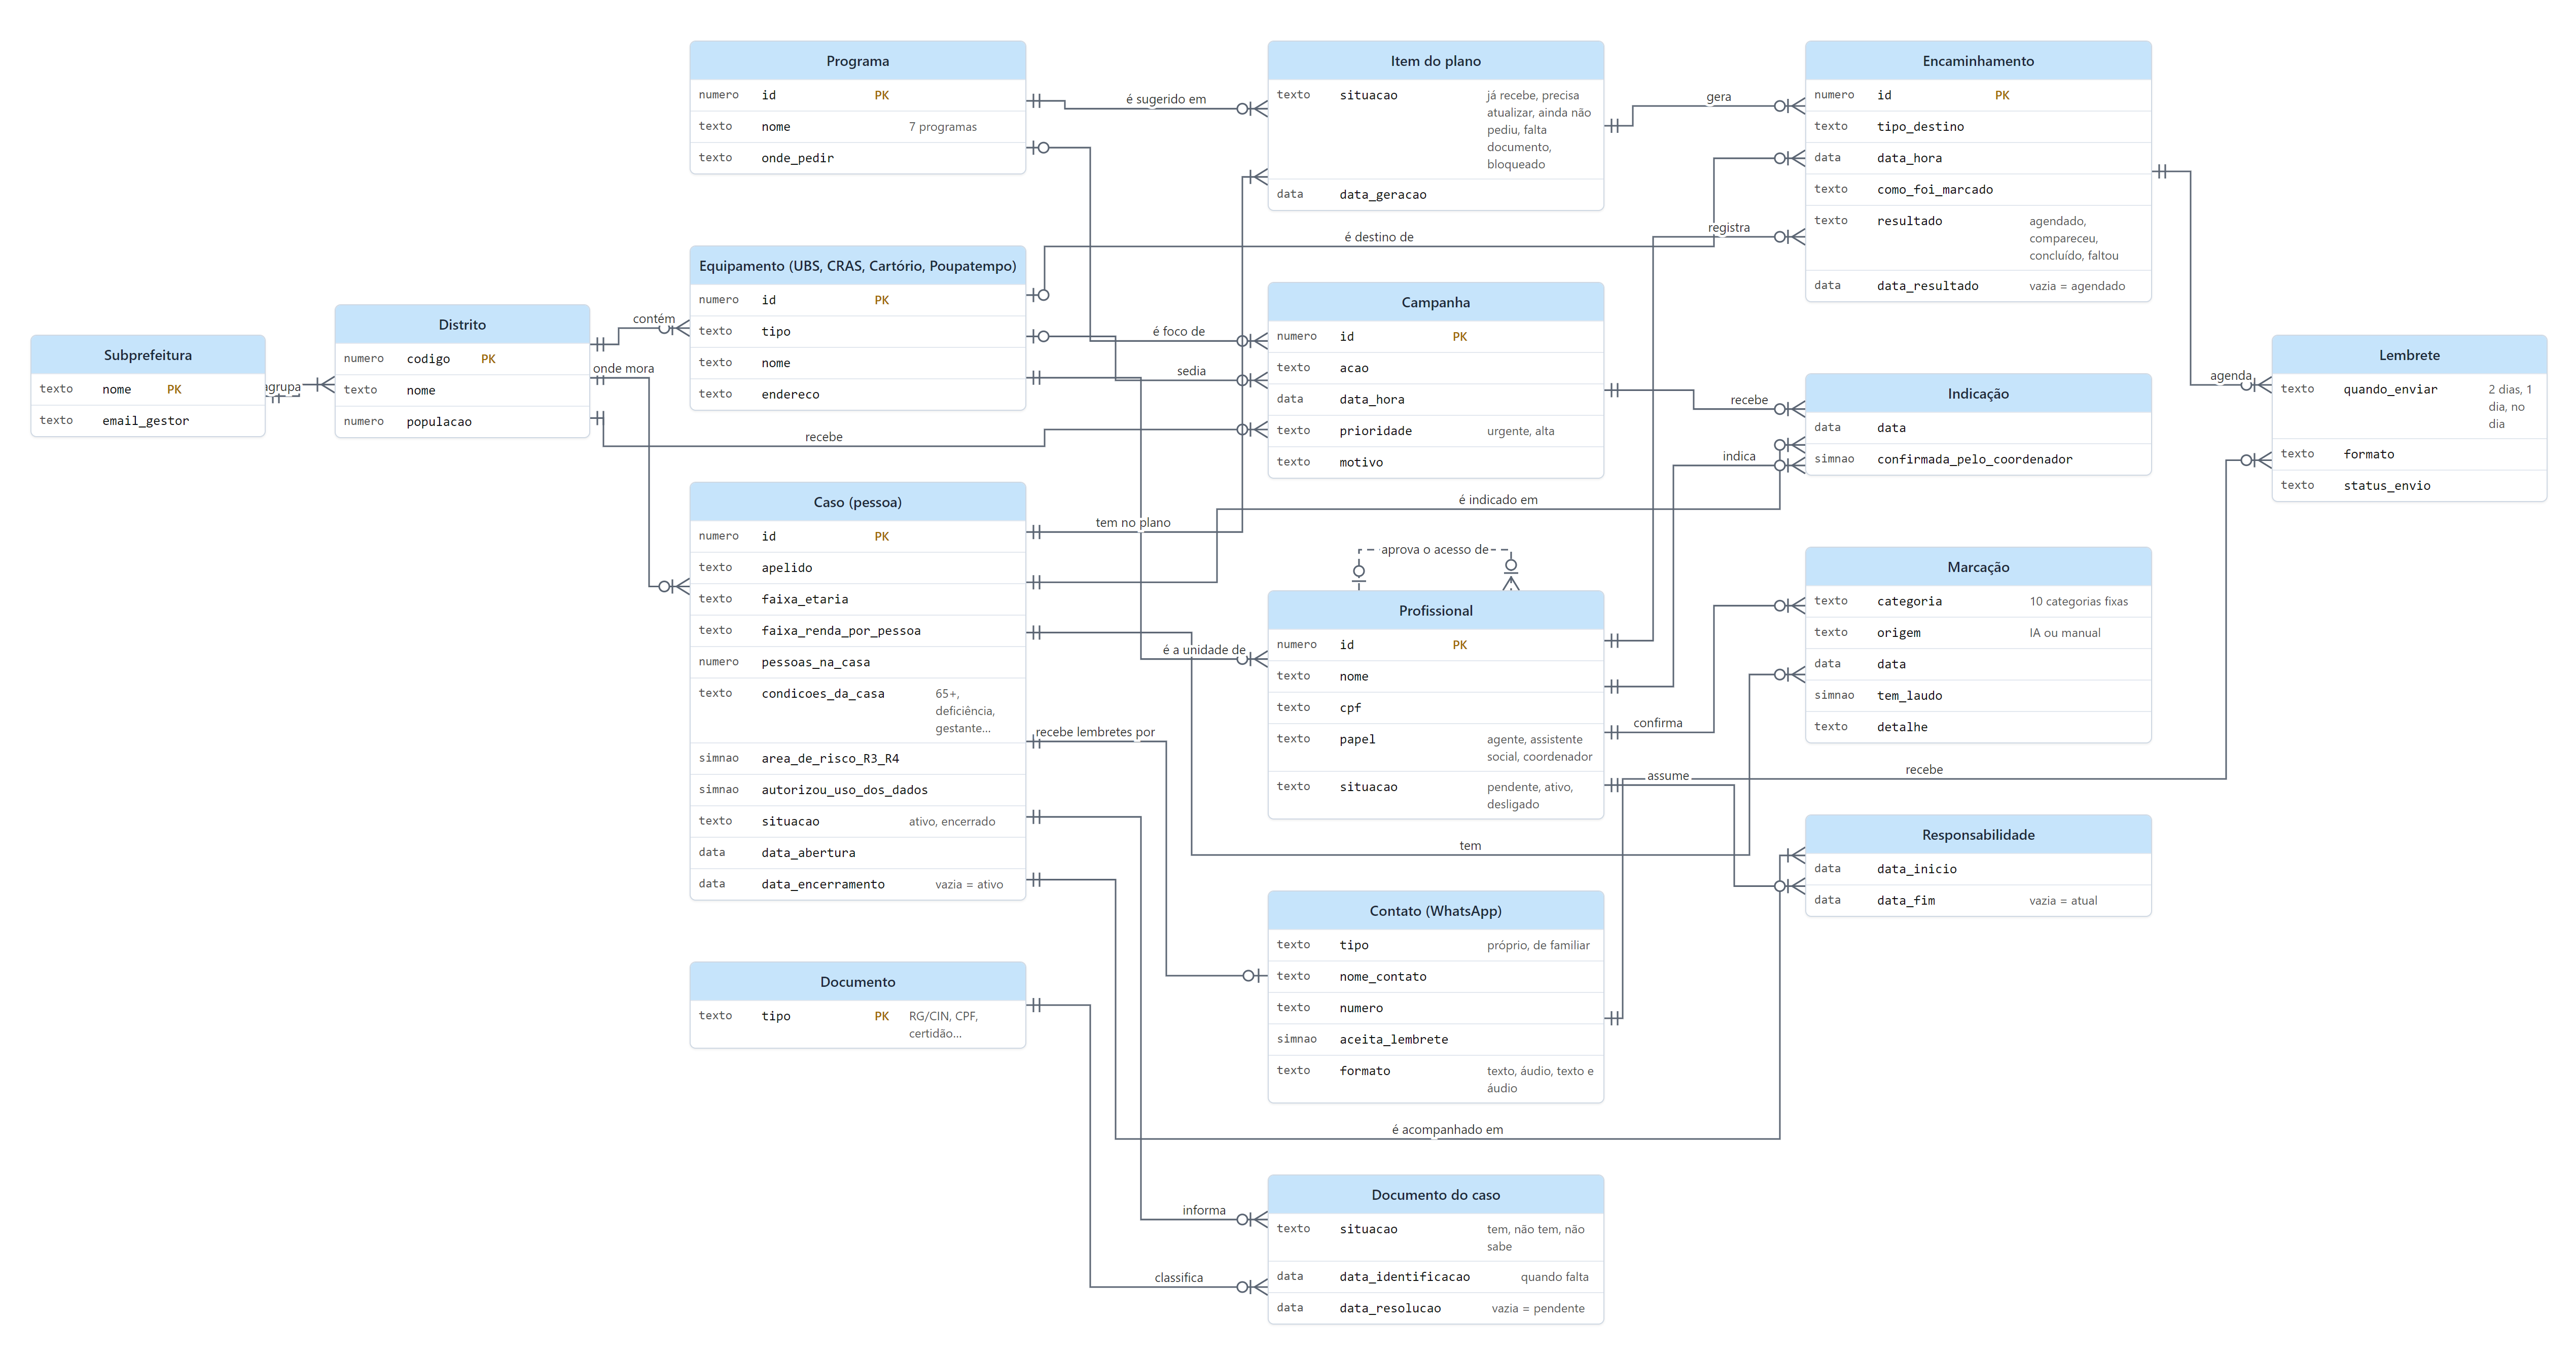 Programa
numero id PK
texto nome 7 programas
texto onde_pedir
Item do plano
texto situacao já recebe, precisa
atualizar, ainda não
pediu, falta
documento,
bloqueado
data data_geracao
Encaminhamento
numero id PK
texto tipo_destino
data data_hora
texto como_foi_marcado
texto resultado agendado,
compareceu,
concluído, faltou
data data_resultado vazia = agendado
é sugerido em
gera
registra
é destino de
Equipamento (UBS, CRAS, Cartório, Poupatempo)
numero id PK
texto tipo
texto nome
texto endereco
Campanha
numero id PK
texto acao
data data_hora
texto prioridade urgente, alta
texto motivo
contém
é foco de
sedia
Distrito
numero codigo PK
texto nome
numero populacao
Subprefeitura
texto nome PK
texto email_gestor
agrupa
onde mora
recebe
recebe
indica
Indicação
data data
simnao confirmada_pelo_coordenador
agenda
Lembrete
texto quando_enviar 2 dias, 1
dia, no
dia
texto formato
texto status_envio
Caso (pessoa)
numero id PK
texto apelido
texto faixa_etaria
texto faixa_renda_por_pessoa
numero pessoas_na_casa
texto condicoes_da_casa 65+,
deficiência,
gestante...
simnao area_de_risco_R3_R4
simnao autorizou_uso_dos_dados
texto situacao ativo, encerrado
data data_abertura
data data_encerramento vazia = ativo
tem no plano
é indicado em
aprova o acesso de
é a unidade de
Profissional
numero id PK
texto nome
texto cpf
texto papel agente, assistente
social, coordenador
texto situacao pendente, ativo,
desligado
Marcação
texto categoria 10 categorias fixas
texto origem IA ou manual
data data
simnao tem_laudo
texto detalhe
confirma
recebe lembretes por
assume
recebe
tem
Responsabilidade
data data_inicio
data data_fim vazia = atual
Contato (WhatsApp)
texto tipo próprio, de familiar
texto nome_contato
texto numero
simnao aceita_lembrete
texto formato texto, áudio, texto e
áudio
Documento
texto tipo PK RG/CIN, CPF,
certidão...
é acompanhado em
informa
classifica
Documento do caso
texto situacao tem, não tem, não
sabe
data data_identificacao quando falta
data data_resolucao vazia = pendente